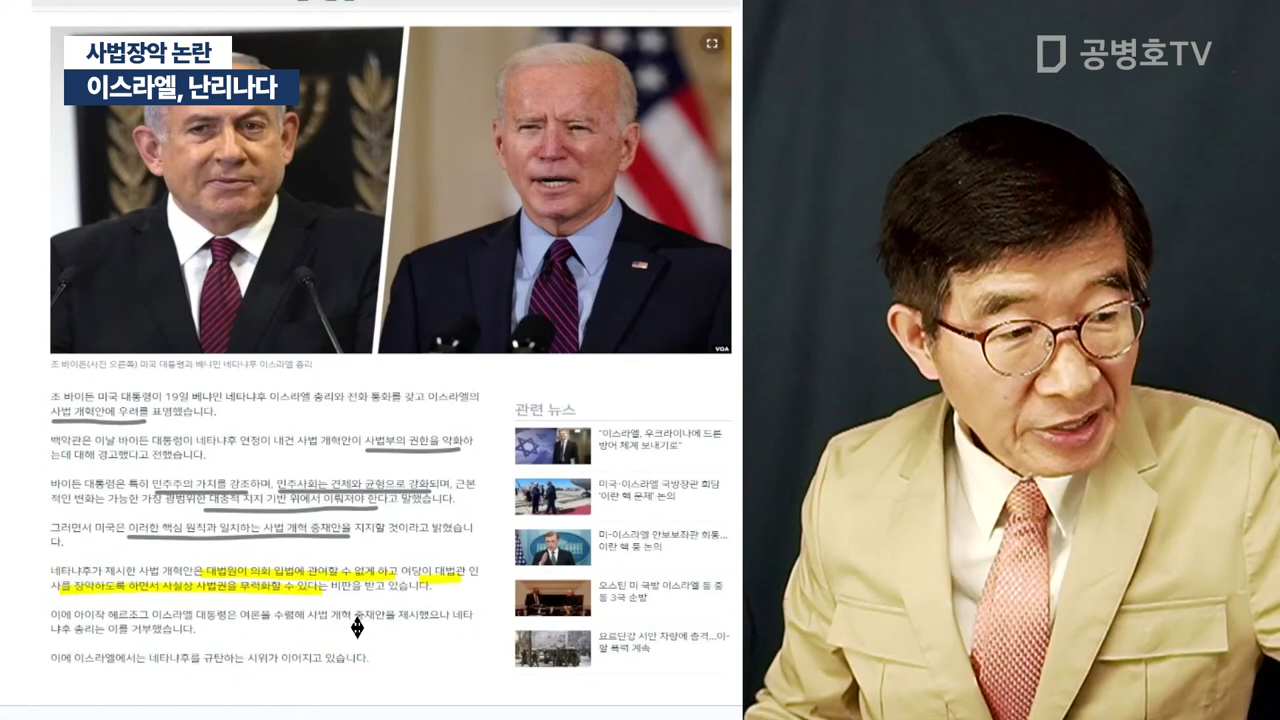 사법장악 논란
이스라엘, 난리나다
공병호TV
VOA
조 바이든(사진 오른쪽) 미국 대통령과 베냐민 네타냐후 이스라엘 총리
조 바이든 미국 대통령이 19일 베냐민 네타냐후 이스라엘 총리와 전화 통화를 갖고 이스라엘의
사법 개혁안에 우려를 표명했습니다.
백악관은 이날 바이든 대통령이 네타냐후 연정이 내건 사법 개혁안이 사법부의 권한을 약화하
는데 대해 경고했다고 전했습니다.
바이든 대통령은 특히 민주주의 가치를 강조하며, 민주사회는 견제와 균형으로 강화되며, 근본
적인 변화는 가능한 가장 광범위한 대중적 지지 기반 위에서 이뤄져야 한다고 말했습니다.
그러면서 미국은 이러한 핵심 원칙과 일치하는 사법 개혁 중재안을 지지할 것이라고 밝혔습니
다.
네타냐후가 제시한 사법 개혁안은 대법원이 의회 입법에 관여할 수 없게 하고 여당이 대법관 인
사를 장악하도록 하면서 사실상 사법권을 무력화할 수 있다는 비판을 받고 있습니다.
이에 아이작 헤르조그 이스라엘 대통령은 여론을 수렴해 사법 개혁 중재안을 제시했으나 네타
냐후 총리는 이를 거부했습니다.
이에 이스라엘에서는 네타냐후를 규탄하는 시위가 이어지고 있습니다.
관련 뉴스
"이스라엘, 우크라이나에 드론
방어 체계 보내기로"
미국-이스라엘 국방장관 회담
'이란 핵 문제' 논의
미-이스라엘 안보보좌관 회동...
이란 핵 등 논의
오스틴 미 국방 이스라엘 등 중
동 3국 순방
요르단강 서안 차량에 총격...이-
팔 폭력 계속